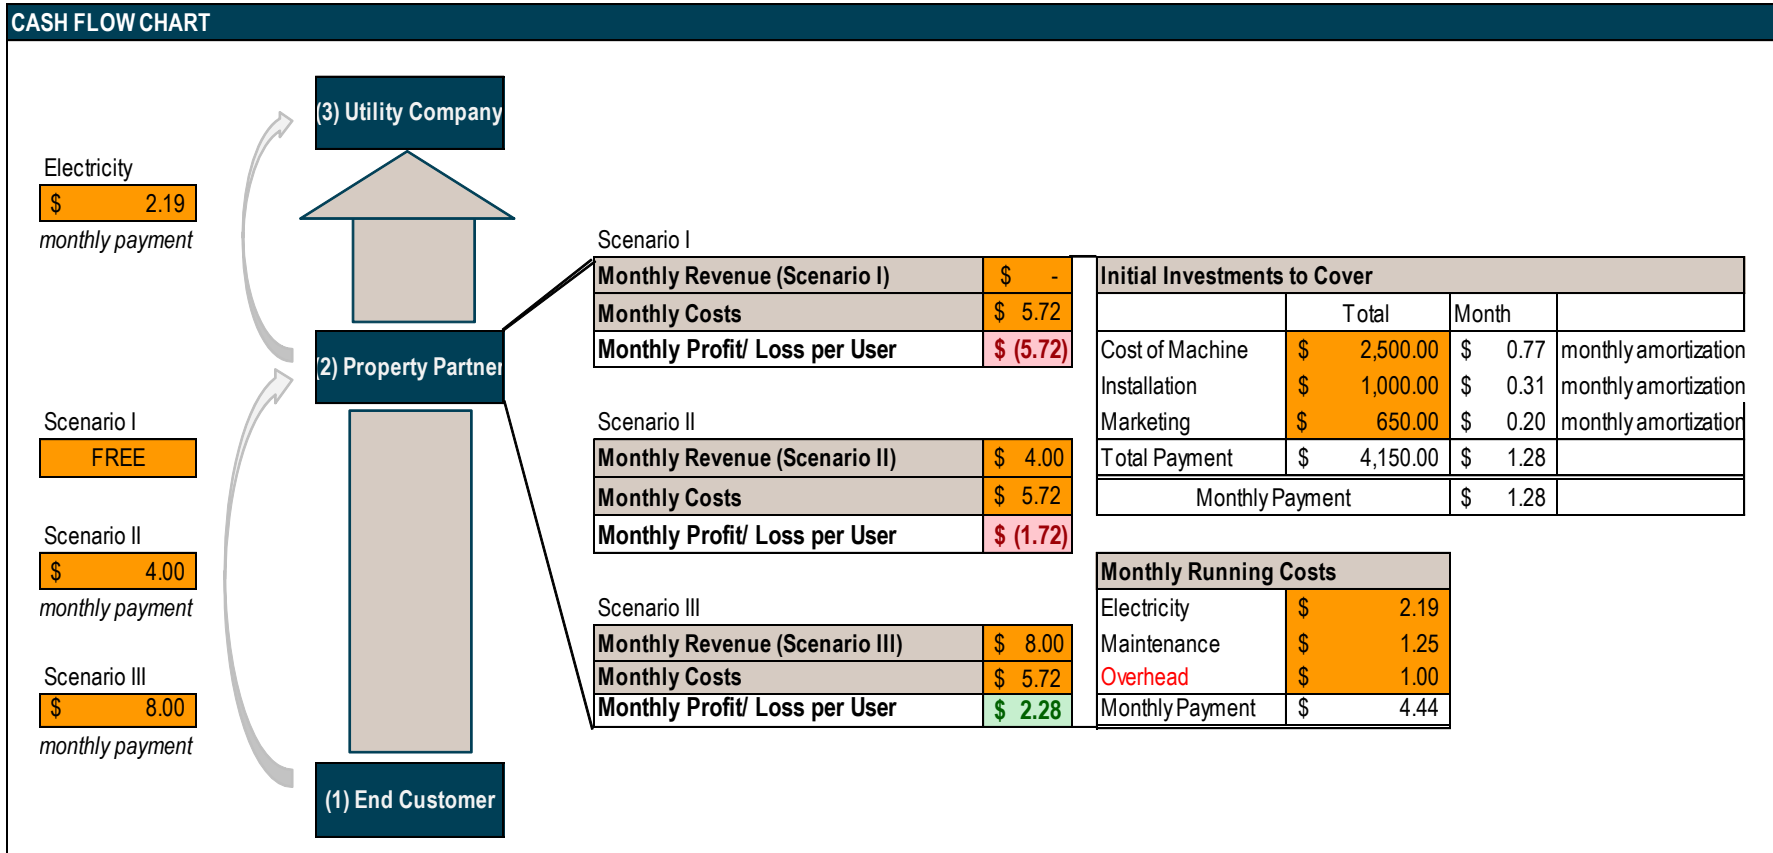 CASH FLOW CHART
(3) Utility Company
Electricity
$ 2.19
monthly payment
(2) Property Partner
Scenario I
FREE
Scenario II
$ 4.00
monthly payment
Scenario III
$ 8.00
monthly payment
(1) End Customer
Scenario I
Monthly Revenue (Scenario I) $ -
Monthly Costs $ 5.72
Monthly Profit/ Loss per User $ (5.72)
Scenario II
Monthly Revenue (Scenario II) $ 4.00
Monthly Costs $ 5.72
Monthly Profit/ Loss per User $ (1.72)
Scenario III
Monthly Revenue (Scenario III) $ 8.00
Monthly Costs $ 5.72
Monthly Profit/ Loss per User $ 2.28
Initial Investments to Cover
Total Month
Cost of Machine $ 2,500.00 $ 0.77 monthly amortization
Installation $ 1,000.00 $ 0.31 monthly amortization
Marketing $ 650.00 $ 0.20 monthly amortization
Total Payment $ 4,150.00 $ 1.28
Monthly Payment $ 1.28
Monthly Running Costs
Electricity $ 2.19
Maintenance $ 1.25
Overhead $ 1.00
Monthly Payment $ 4.44